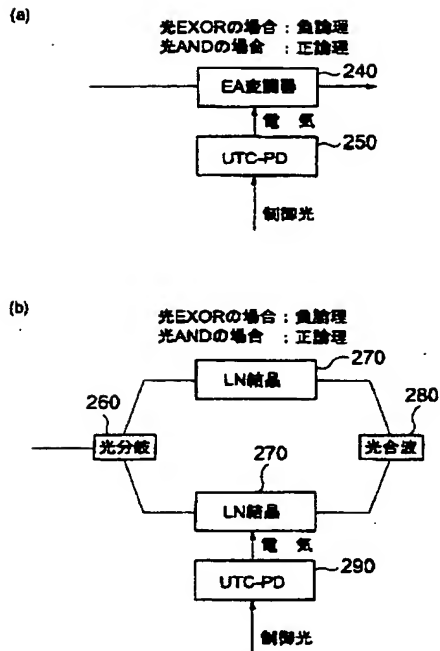 (a)
光EXORの場合:負論理
光ANDの場合:正論理
EA変調器
240
電 気
UTC-PD
250
制御光
(b)
光EXORの場合:負論理
光ANDの場合:正論理
270
LN結晶
260
280
光分岐
光合波
270
LN結晶
電 気
UTC-PD
290
制御光